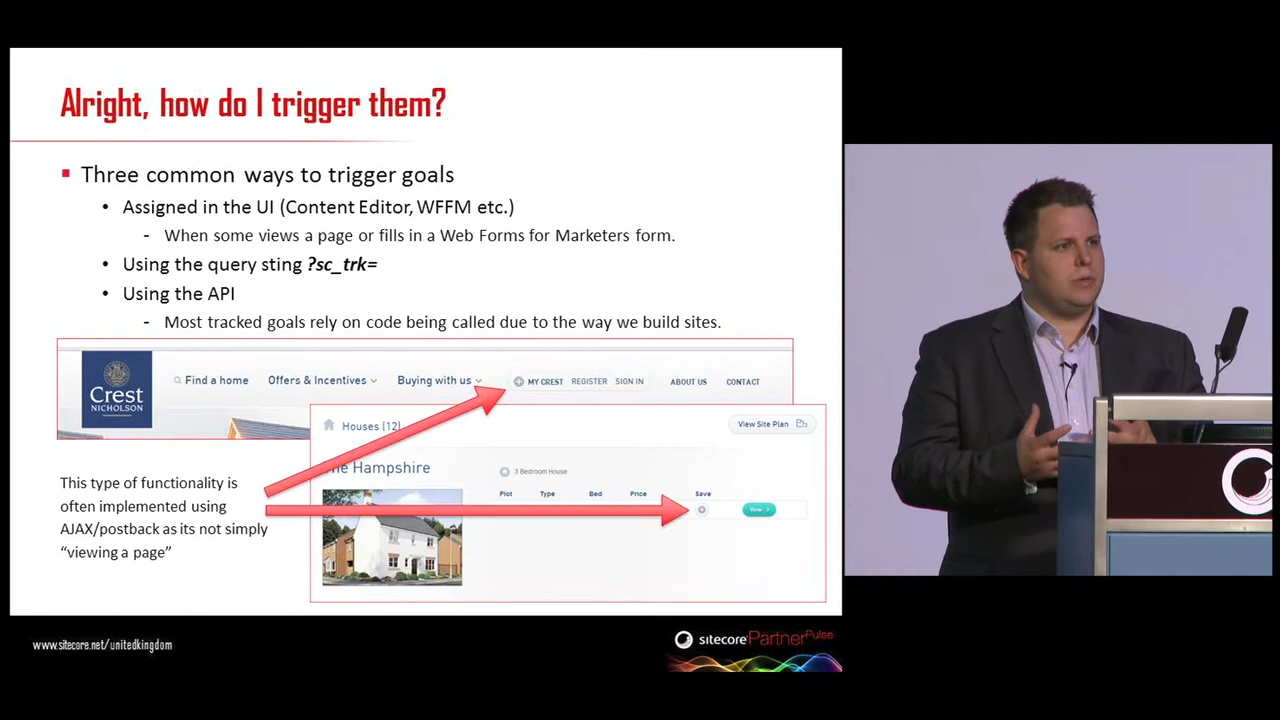 Alright, how do I trigger them?
Three common ways to trigger goals
Assigned in the UI (Content Editor, WFFM etc.)
- When some views a page or fills in a Web Forms for Marketers form.
Using the query sting ?sc_trk=
Using the API
- Most tracked goals rely on code being called due to the way we build sites.
Crest
NICHOLSON
Find a home
Offers & Incentives
Buying with us
MY CREST
REGISTER
SIGN IN
ABOUT US
CONTACT
Houses (12)
View Site Plan
The Hampshire
3 Bedroom House
Plot
Type
Bed
Price
Save
View
This type of functionality is
often implemented using
AJAX/postback as its not simply
“viewing a page”
www.sitecore.net/unitedkingdom
sitecore PartnerPulse